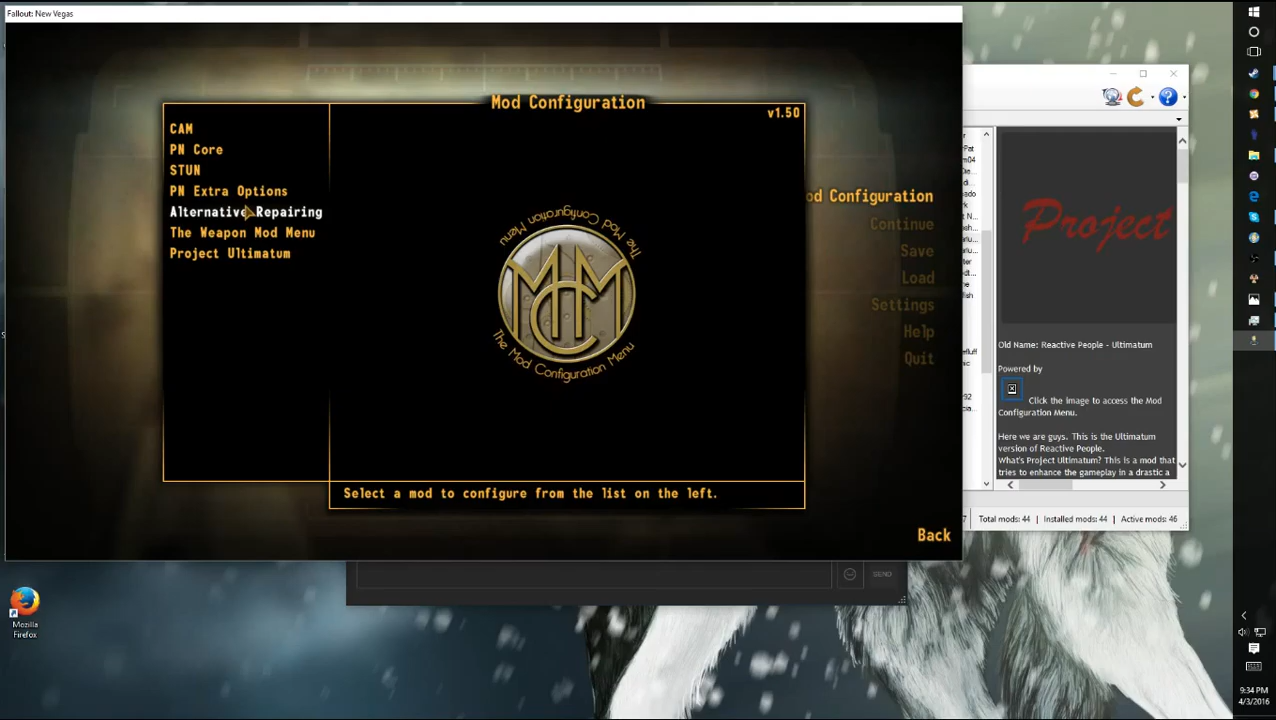 Fallout: New Vegas
Mod Configuration
v1.50
CAM
PN Core
STUN
PN Extra Options
Alternative Repairing
The Weapon Mod Menu
Project Ultimatum
The Mod Configuration Menu
MCM
The Mod Configuration Menu
Select a mod to configure from the list on the left.
od Configuration
Continue
Save
Load
Settings
Help
Quit
Back
Project
Old Name: Reactive People - Ultimatum
Powered by
Click the image to access the Mod
Configuration Menu.
Here we are guys. This is the Ultimatum
version of Reactive People.
What's Project Ultimatum? This is a mod that
tries to enhance the gameplay in a drastic a
Total mods: 44 | Installed mods: 44 | Active mods: 46
SEND
Mozilla
Firefox
9:34 PM
4/3/2016